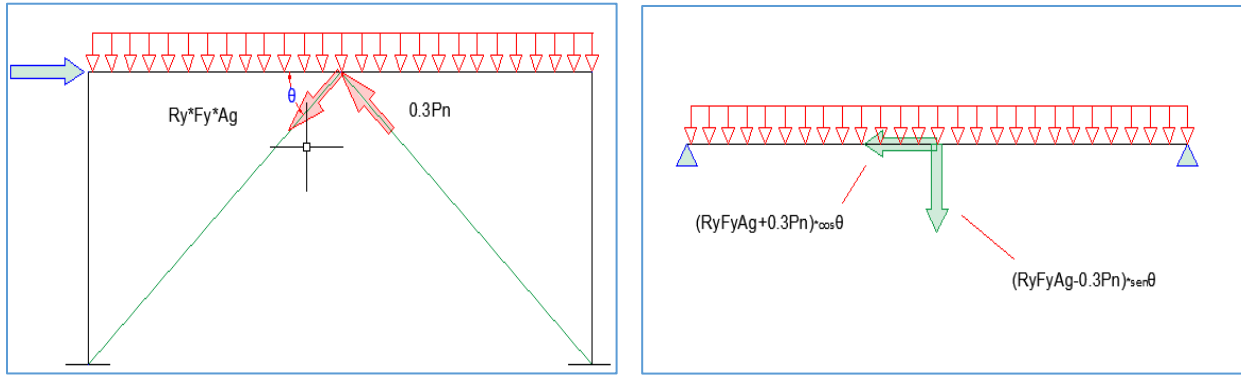 θ
Ry*Fy*Ag
0.3Pn
(RyFyAg+0.3Pn)*cosθ
(RyFyAg-0.3Pn)*senθ